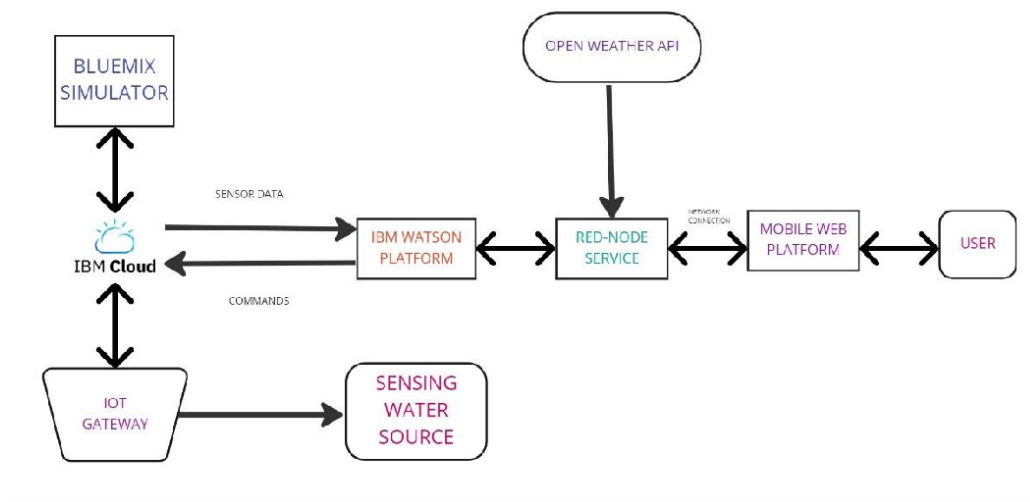 OPEN WEATHER API
BLUEMIX
SIMULATOR
SENSOR DATA
IBM Cloud
IBM WATSON
PLATFORM
RED-NODE
SERVICE
NETWORK
CONNECTION
MOBILE WEB
PLATFORM
USER
COMMANDS
IOT
GATEWAY
SENSING
WATER
SOURCE